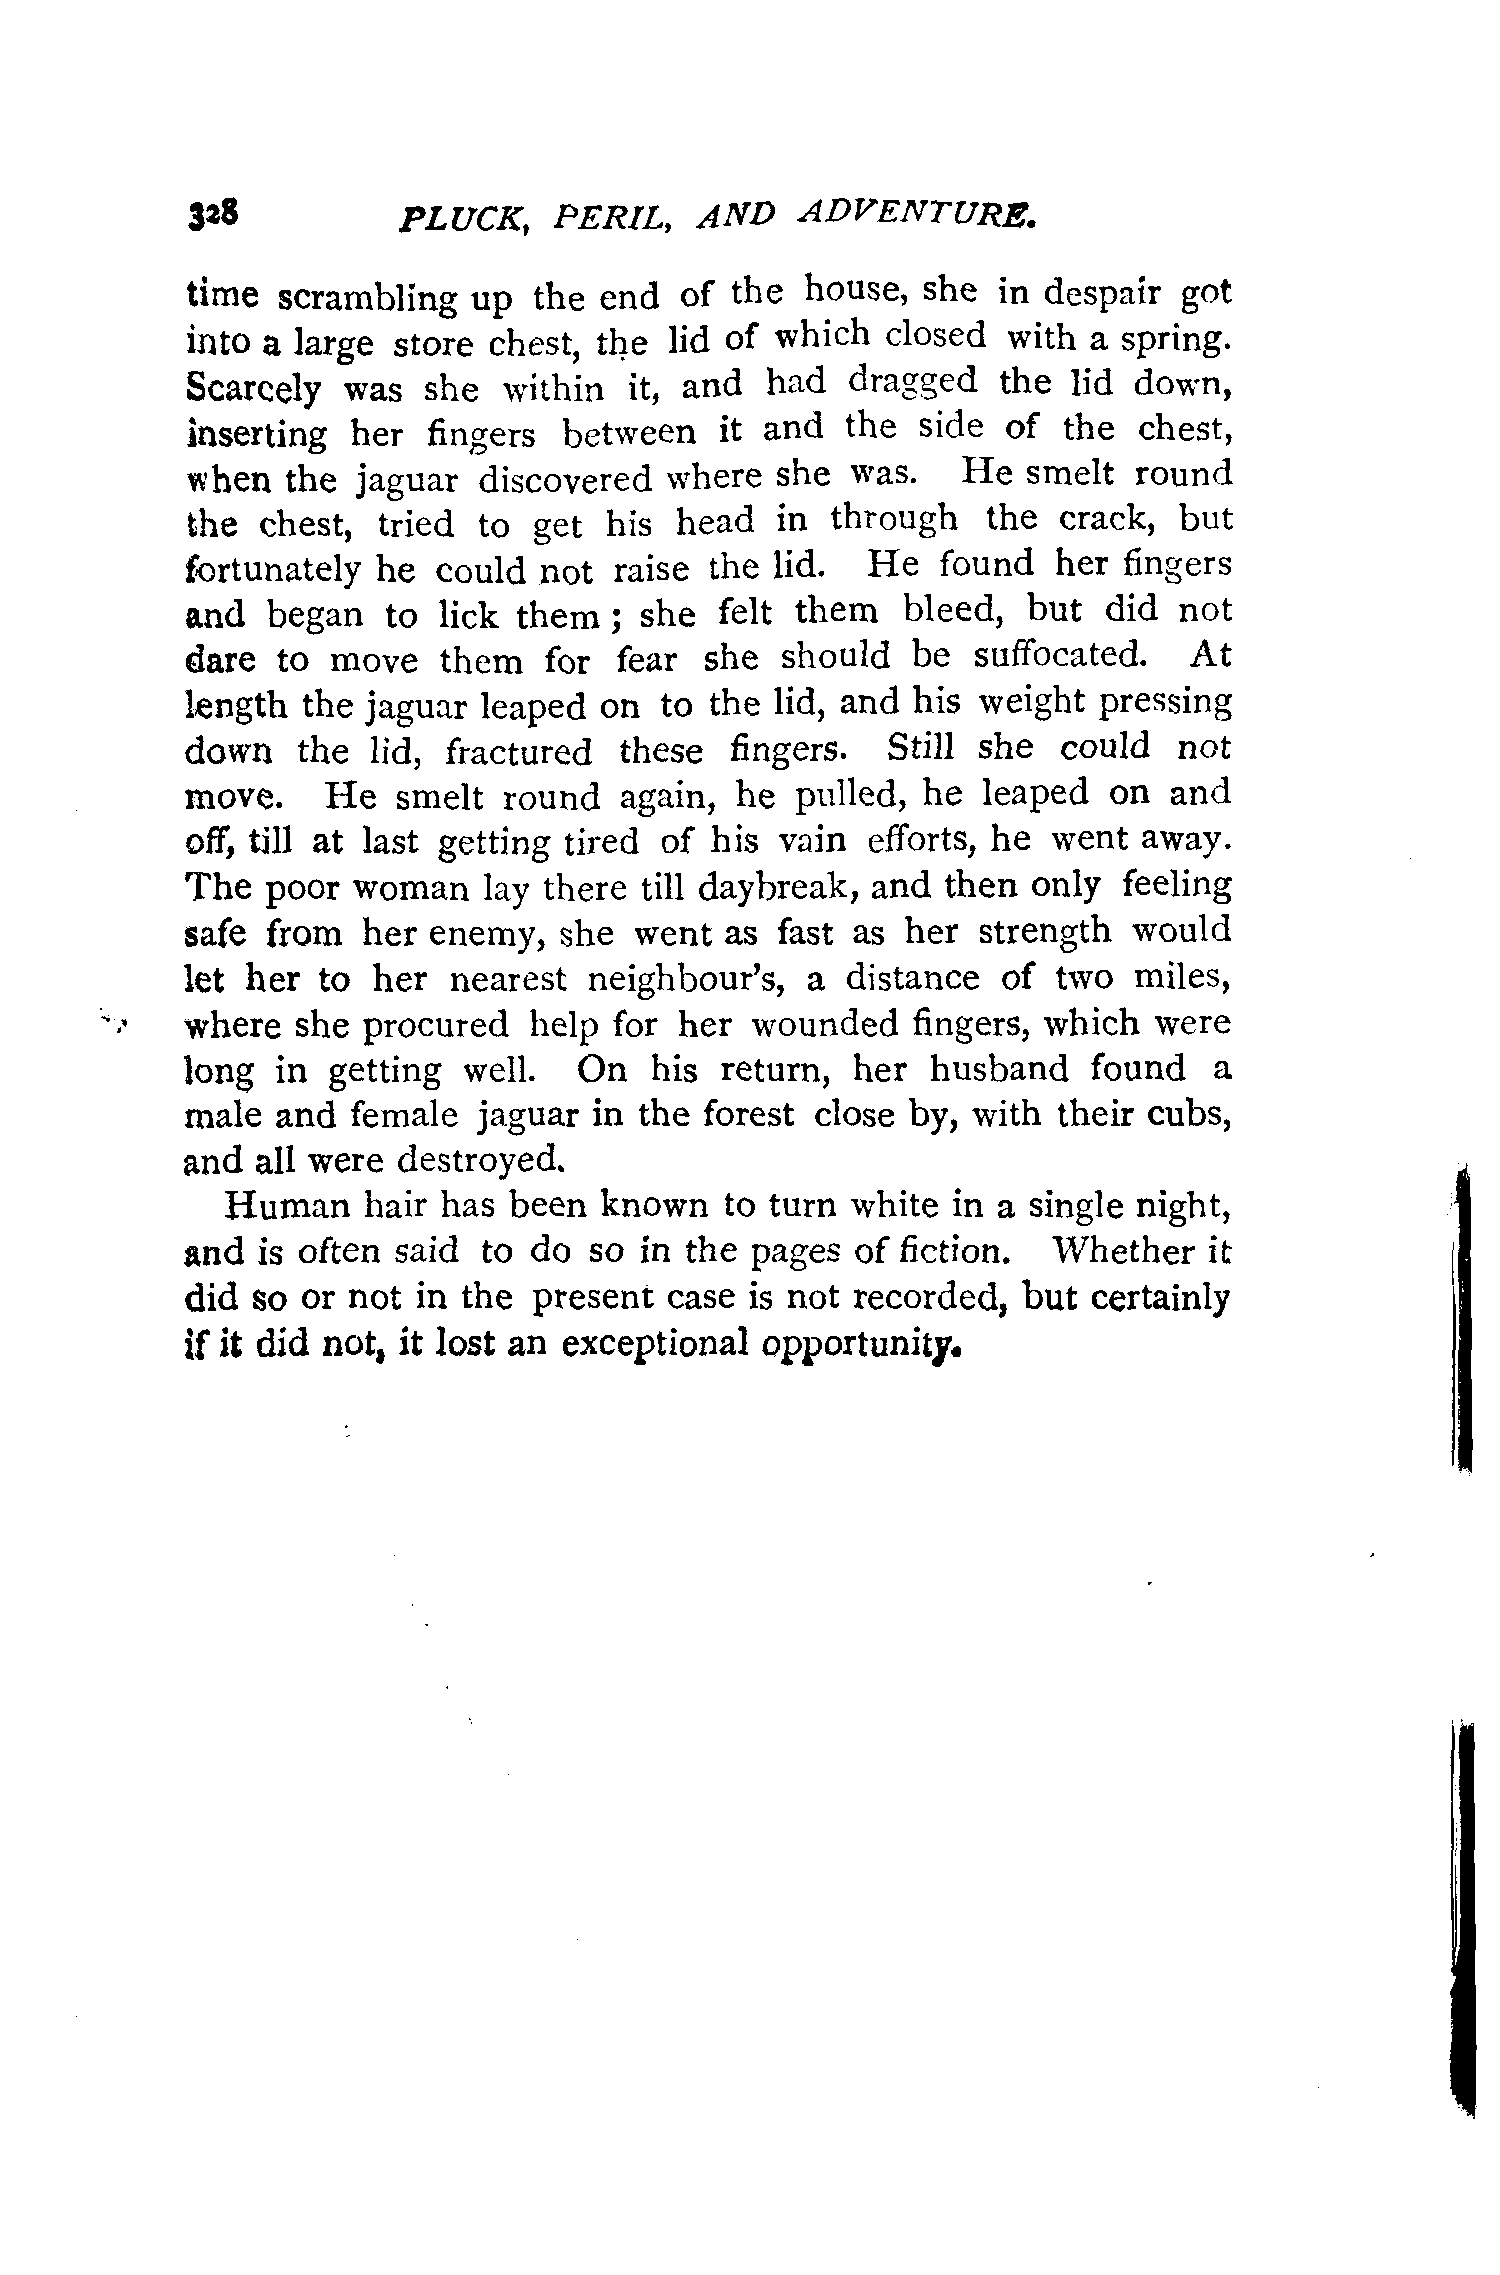 328 PLUCK, PERIL, AND ADVENTURE.
time scrambling up the end of the house, she in despair got
into a large store chest, the lid of which closed with a spring.
Scarcely was she within it, and had dragged the lid down,
inserting her fingers between it and the side of the chest,
when the jaguar discovered where she was. He smelt round
the chest, tried to get his head in through the crack, but
fortunately he could not raise the lid. He found her fingers
and began to lick them ; she felt them bleed, but did not
dare to move them for fear she should be suffocated. At
length the jaguar leaped on to the lid, and his weight pressing
down the lid, fractured these fingers. Still she could not
move. He smelt round again, he pulled, he leaped on and
off, till at last getting tired of his vain efforts, he went away.
The poor woman lay there till daybreak, and then only feeling
safe from her enemy, she went as fast as her strength would
let her to her nearest neighbour's, a distance of two miles,
where she procured help for her wounded fingers, which were
long in getting well. On his return, her husband found a
male and female jaguar in the forest close by, with their cubs,
and all were destroyed.
Human hair has been known to turn white in a single night,
and is often said to do so in the pages of fiction. Whether it
did so or not in the present case is not recorded, but certainly
if it did not, it lost an exceptional opportunity.